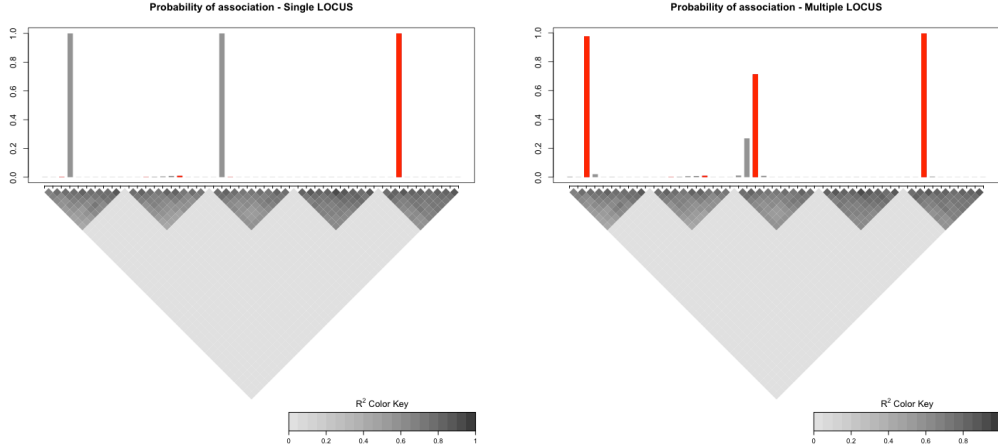 Probability of association - Single LOCUS
1.0
0.8
0.6
0.4
0.2
0.0
R2 Color Key
0 0.2 0.4 0.6 0.8 1
Probability of association - Multiple LOCUS
1.0
0.8
0.6
0.4
0.2
0.0
R2 Color Key
0 0.2 0.4 0.6 0.8